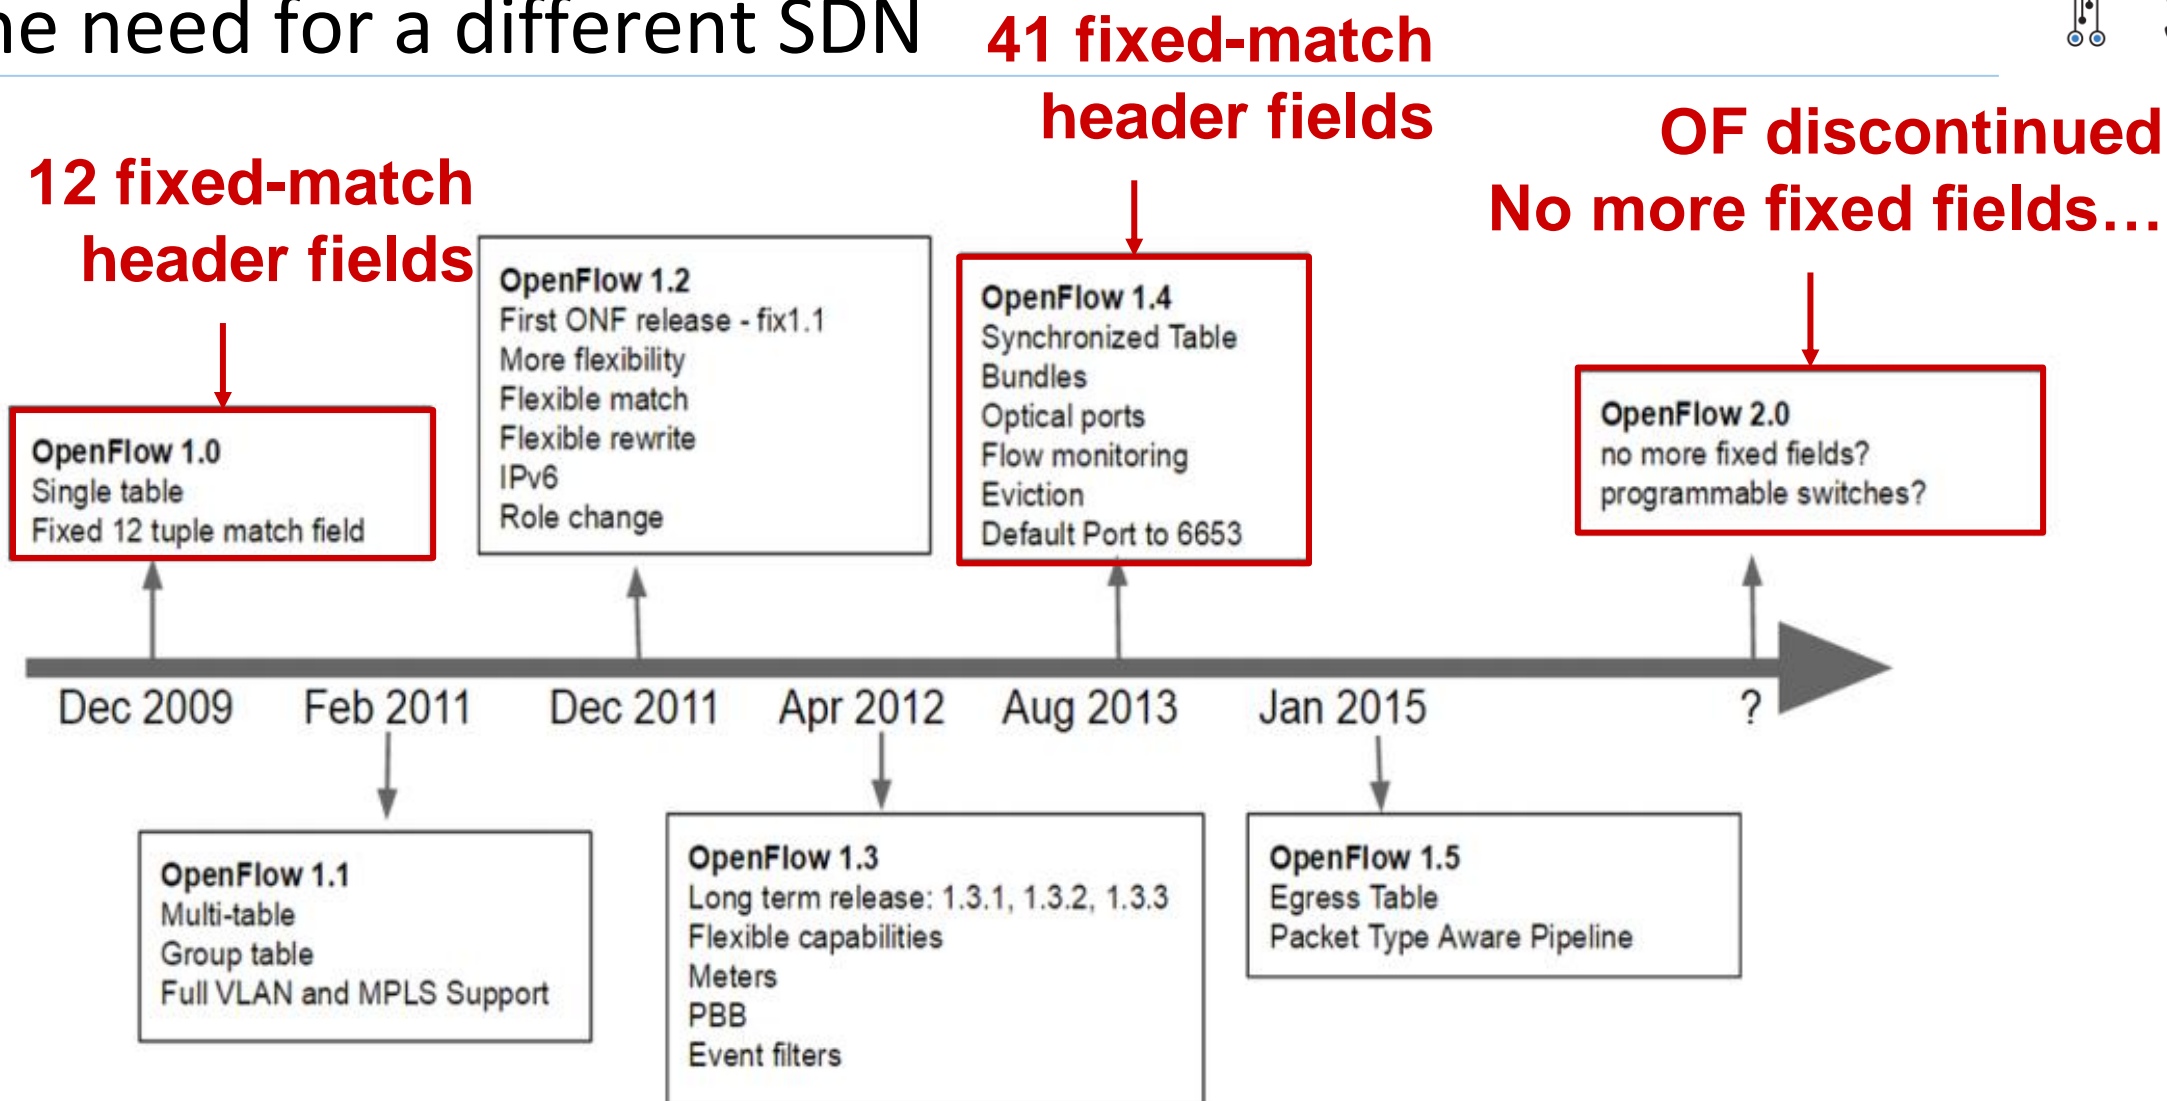 ne need for a different SDN
41 fixed-match
header fields
OF discontinued
No more fixed fields…
12 fixed-match
header fields
OpenFlow 1.0
Single table
Fixed 12 tuple match field
OpenFlow 1.2
First ONF release - fix1.1
More flexibility
Flexible match
Flexible rewrite
IPv6
Role change
OpenFlow 1.4
Synchronized Table
Bundles
Optical ports
Flow monitoring
Eviction
Default Port to 6653
OpenFlow 2.0
no more fixed fields?
programmable switches?
Dec 2009 Feb 2011 Dec 2011 Apr 2012 Aug 2013 Jan 2015 ?
OpenFlow 1.1
Multi-table
Group table
Full VLAN and MPLS Support
OpenFlow 1.3
Long term release: 1.3.1, 1.3.2, 1.3.3
Flexible capabilities
Meters
PBB
Event filters
OpenFlow 1.5
Egress Table
Packet Type Aware Pipeline